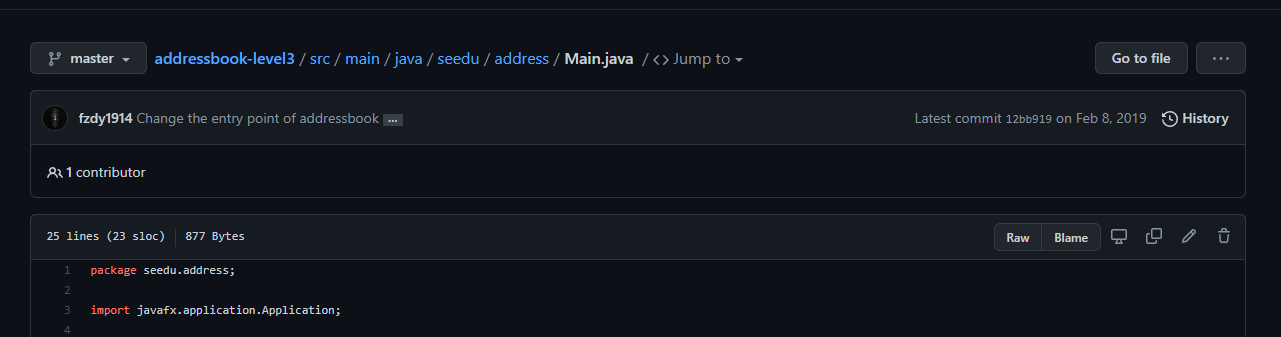 master addressbook-level3 / src / main / java / seedu / address / Main.java / <> Jump to Go to file ...
fzdy1914 Change the entry point of addressbook ... Latest commit 12bb919 on Feb 8, 2019 History
1 contributor
25 lines (23 sloc) 877 Bytes Raw Blame
1 package seedu.address;
2
3 import javafx.application.Application;
4